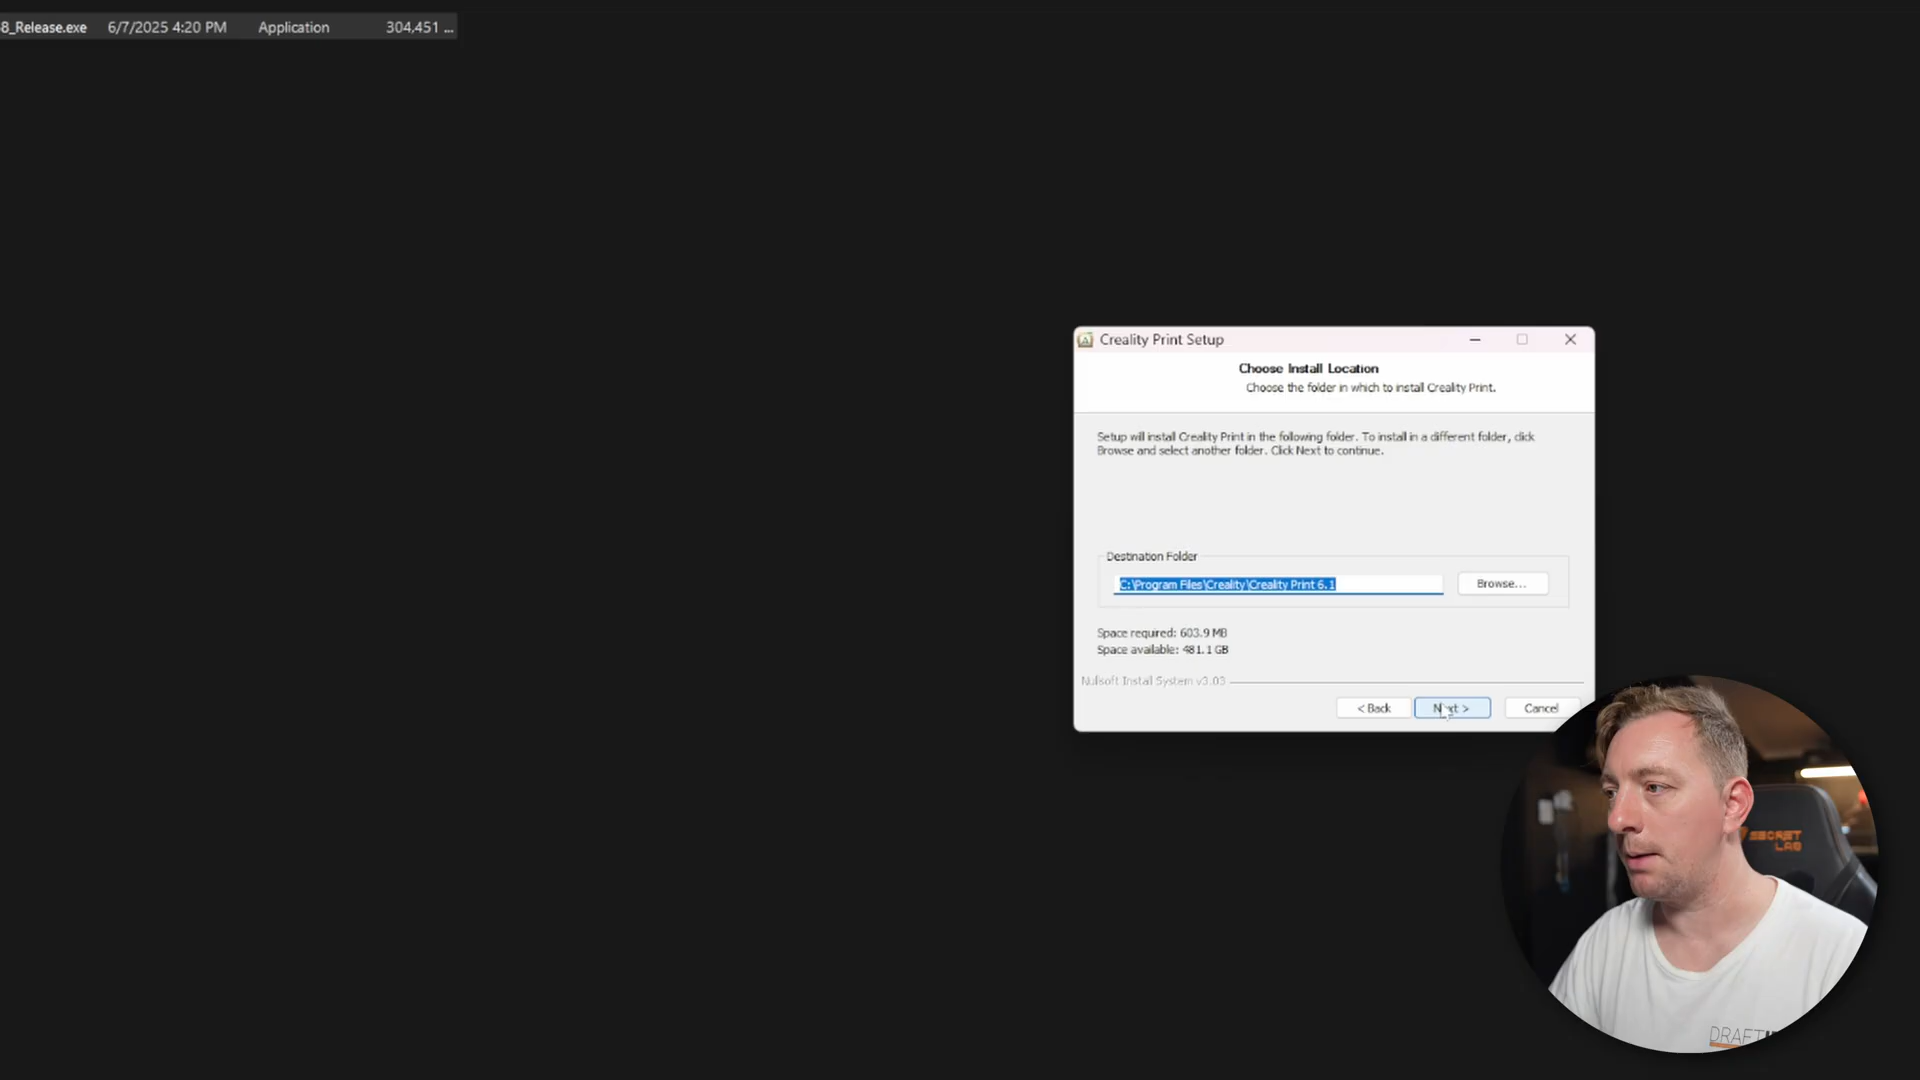 8_Release.exe 6/7/2025 4:20 PM Application 304,451 ...
Creality Print Setup
Choose Install Location
Choose the folder in which to install Creality Print.
Setup will install Creality Print in the following folder. To install in a different folder, click
Browse and select another folder. Click Next to continue.
Destination Folder
C:\Program Files\Creality\Creality Print 6.1
Browse...
Space required: 603.9 MB
Space available: 481.1 GB
Nullsoft Install System v3.03
< Back Next > Cancel
SECRET
LAB
DRAFT